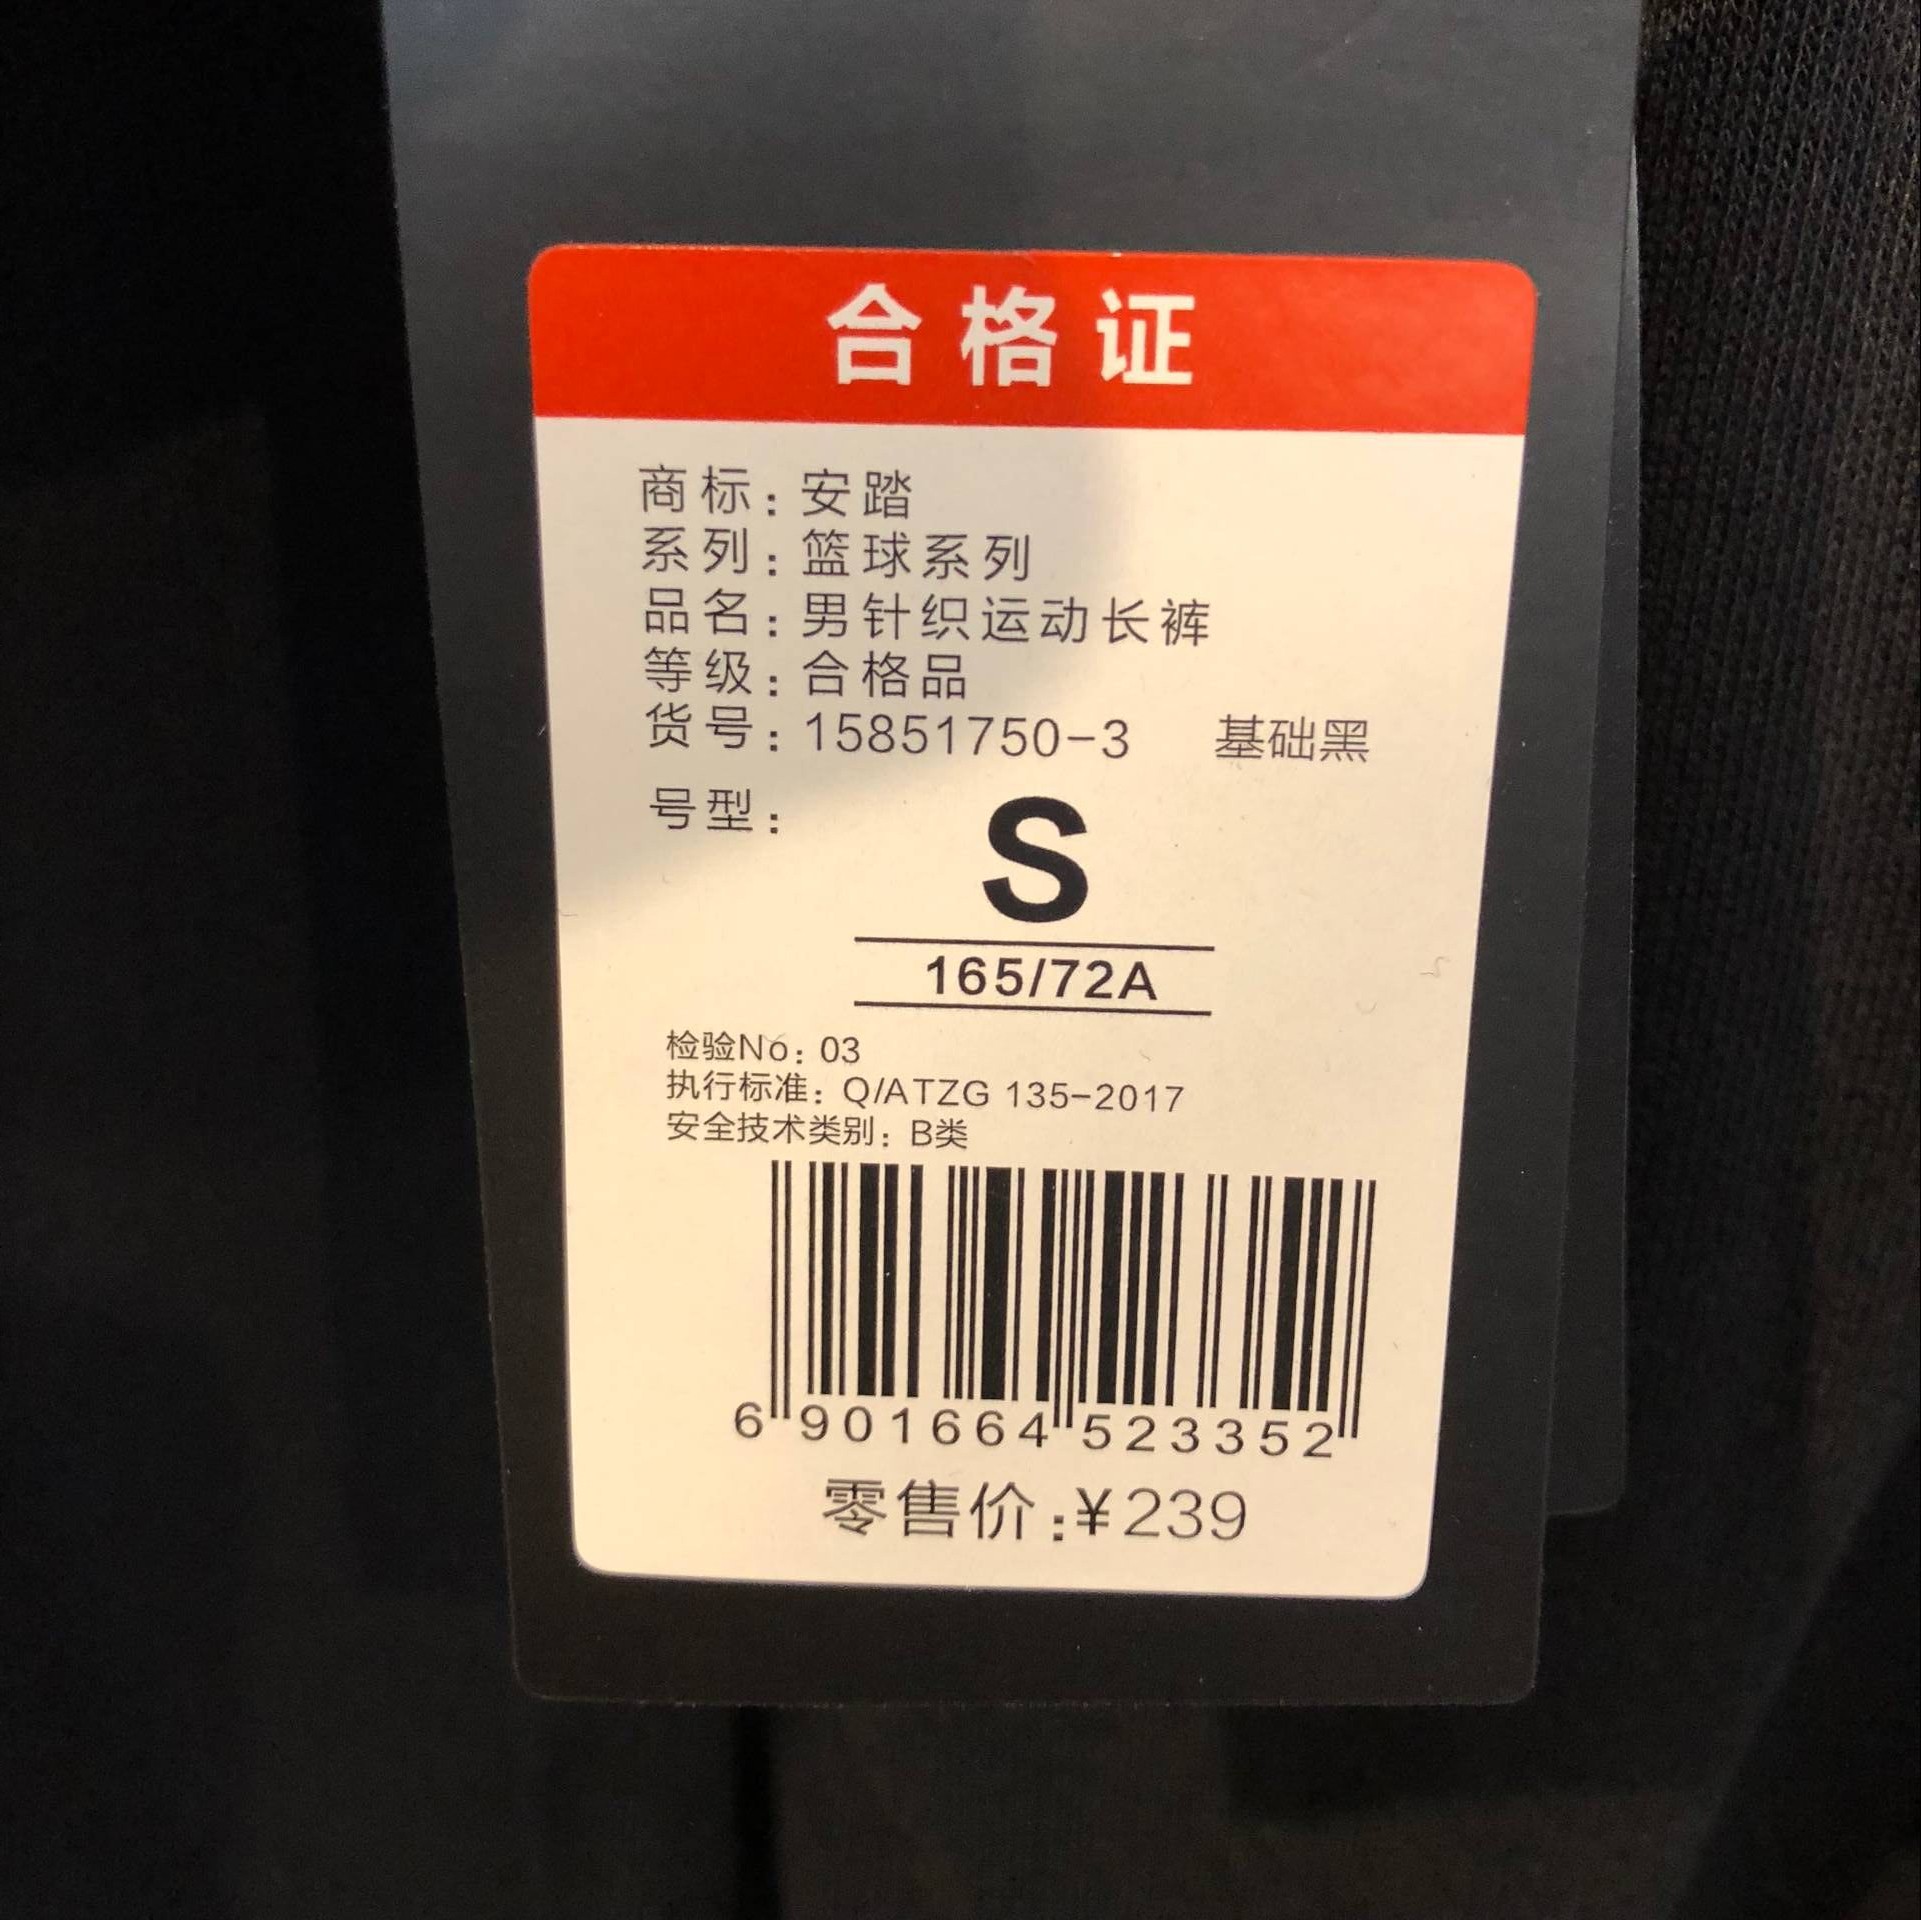 合格证
商标：安踏
系列：篮球系列
品名：男针织运动长裤
等级：合格品
货号：15851750-3 基础黑
号型：
S
165/72A
检验No：03
执行标准：Q/ATZG 135-2017
安全技术类别：B类
6 901664 523352
零售价：¥239